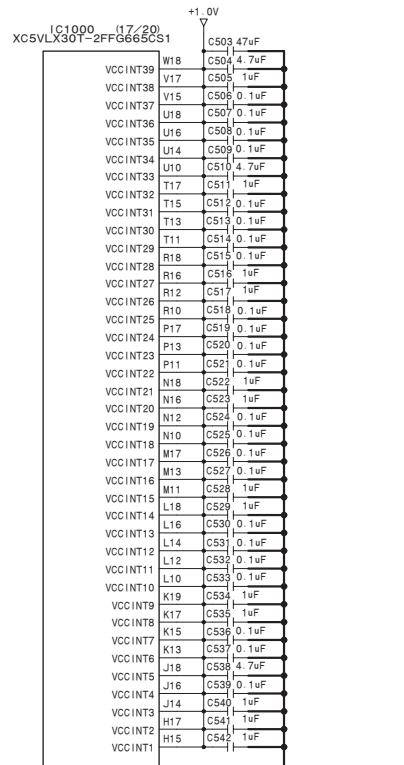 +1.0V
IC1000 (17/20)
XC5VLX30T-2FFG665CS1
C503 47uF
W18 C504 4.7uF
VCCINT39
V17 C505 1uF
VCCINT38
V15 C506 0.1uF
VCCINT37
U18 C507 0.1uF
VCCINT36
U16 C508 0.1uF
VCCINT35
U14 C509 0.1uF
VCCINT34
U10 C510 4.7uF
VCCINT33
T17 C511 1uF
VCCINT32
T15 C512 0.1uF
VCCINT31
T13 C513 0.1uF
VCCINT30
T11 C514 0.1uF
VCCINT29
R18 C515 0.1uF
VCCINT28
R16 C516 1uF
VCCINT27
R12 C517 1uF
VCCINT26
R10 C518 0.1uF
VCCINT25
P17 C519 0.1uF
VCCINT24
P13 C520 0.1uF
VCCINT23
P11 C521 0.1uF
VCCINT22
N18 C522 1uF
VCCINT21
N16 C523 1uF
VCCINT20
N12 C524 0.1uF
VCCINT19
N10 C525 0.1uF
VCCINT18
M17 C526 0.1uF
VCCINT17
M13 C527 0.1uF
VCCINT16
M11 C528 1uF
VCCINT15
L18 C529 1uF
VCCINT14
L16 C530 0.1uF
VCCINT13
L14 C531 0.1uF
VCCINT12
L12 C532 0.1uF
VCCINT11
L10 C533 0.1uF
VCCINT10
K19 C534 1uF
VCCINT9
K17 C535 1uF
VCCINT8
K15 C536 0.1uF
VCCINT7
K13 C537 0.1uF
VCCINT6
J18 C538 4.7uF
VCCINT5
J16 C539 0.1uF
VCCINT4
J14 C540 1uF
VCCINT3
H17 C541 1uF
VCCINT2
H15 C542 1uF
VCCINT1